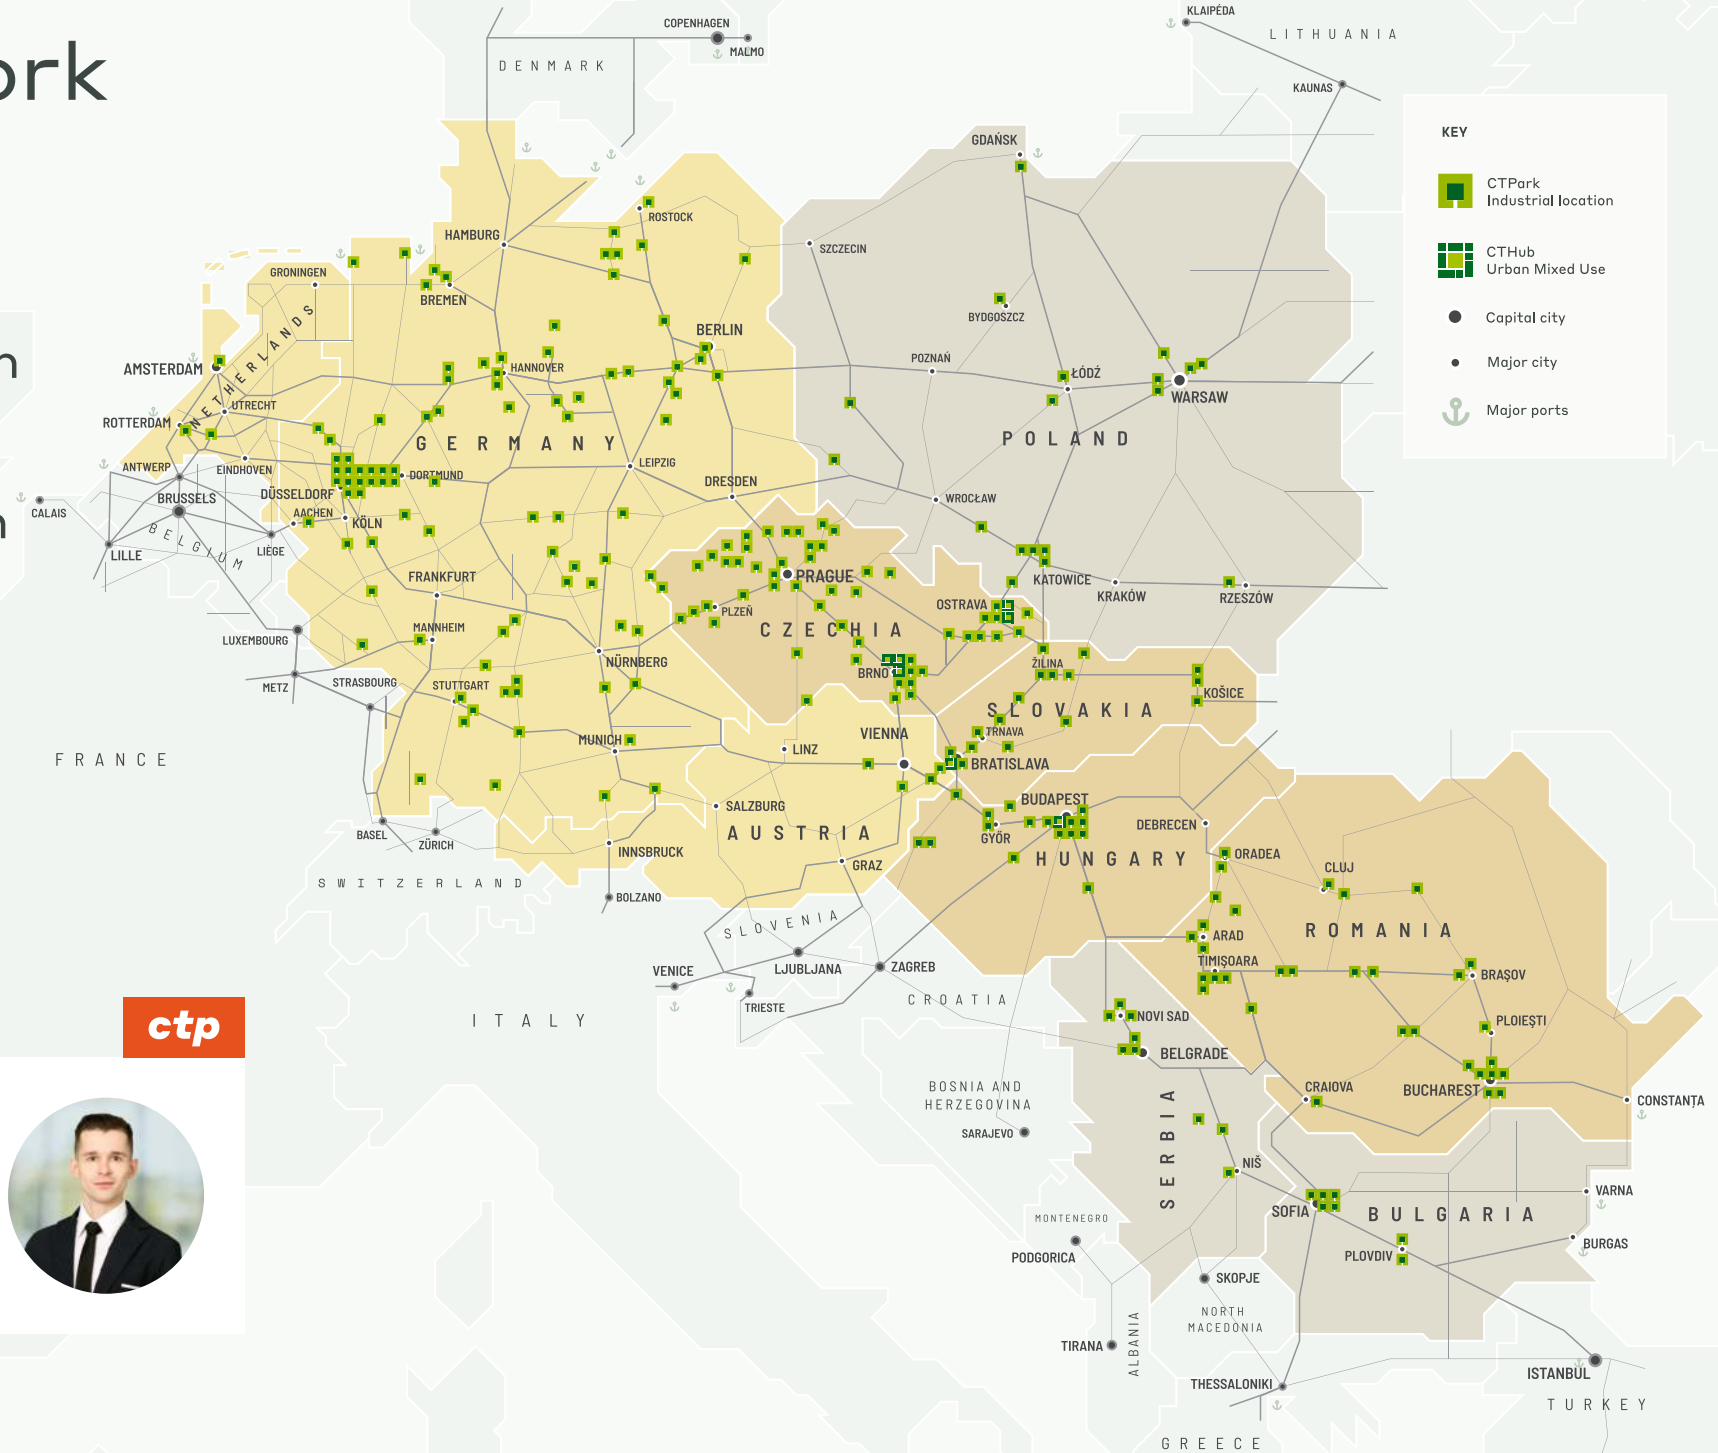 ork
n
n
COPENHAGEN
MALMO
DENMARK
KLAIPÉDA
LITHUANIA
KAUNAS
KEY
CTPark
Industrial location
CTHub
Urban Mixed Use
Capital city
Major city
Major ports
GDAŃSK
ROSTOCK
HAMBURG
SZCZECIN
GRONINGEN
BREMEN
BYDGOSZCZ
BERLIN
NETHERLANDS
AMSTERDAM
HANNOVER
POZNAŃ
ŁÓDŹ
WARSAW
UTRECHT
ROTTERDAM
GERMANY
POLAND
ANTWERP
EINDHOVEN
DORTMUND
LEIPZIG
DÜSSELDORF
DRESDEN
WROCŁAW
BRUSSELS
CALAIS
AACHEN
KÖLN
BELGIUM
LILLE
LIÈGE
FRANKFURT
PRAGUE
KATOWICE
KRAKÓW
RZESZÓW
PLZEŇ
OSTRAVA
CZECHIA
LUXEMBOURG
MANNHEIM
NÜRNBERG
ŽILINA
BRNO
METZ
STRASBOURG
STUTTGART
KOŠICE
SLOVAKIA
MUNICH
LINZ
VIENNA
TRNAVA
BRATISLAVA
FRANCE
SALZBURG
BUDAPEST
BASEL
ZÜRICH
AUSTRIA
GYÖR
DEBRECEN
INNSBRUCK
GRAZ
HUNGARY
ORADEA
CLUJ
SWITZERLAND
BOLZANO
SLOVENIA
ROMANIA
ARAD
TIMIȘOARA
VENICE
LJUBLJANA
ZAGREB
BRAȘOV
TRIESTE
CROATIA
NOVI SAD
PLOIEȘTI
ITALY
ctp
BELGRADE
BOSNIA AND
HERZEGOVINA
CRAIOVA
BUCHAREST
CONSTANȚA
SARAJEVO
SERBIA
NIŠ
VARNA
MONTENEGRO
SOFIA
BULGARIA
PODGORICA
PLOVDIV
BURGAS
SKOPJE
NORTH
MACEDONIA
TIRANA
ALBANIA
THESSALONIKI
ISTANBUL
TURKEY
GREECE